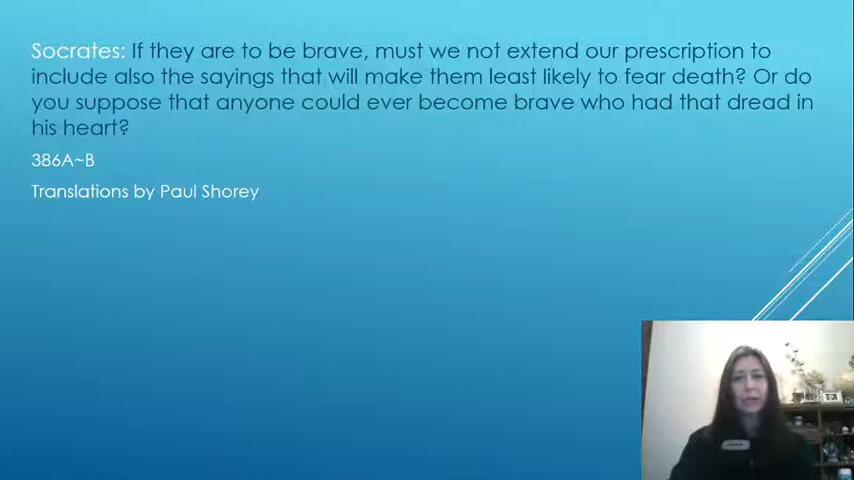 Socrates: If they are to be brave, must we not extend our prescription to
include also the sayings that will make them least likely to fear death? Or do
you suppose that anyone could ever become brave who had that dread in
his heart?
386A~B
Translations by Paul Shorey